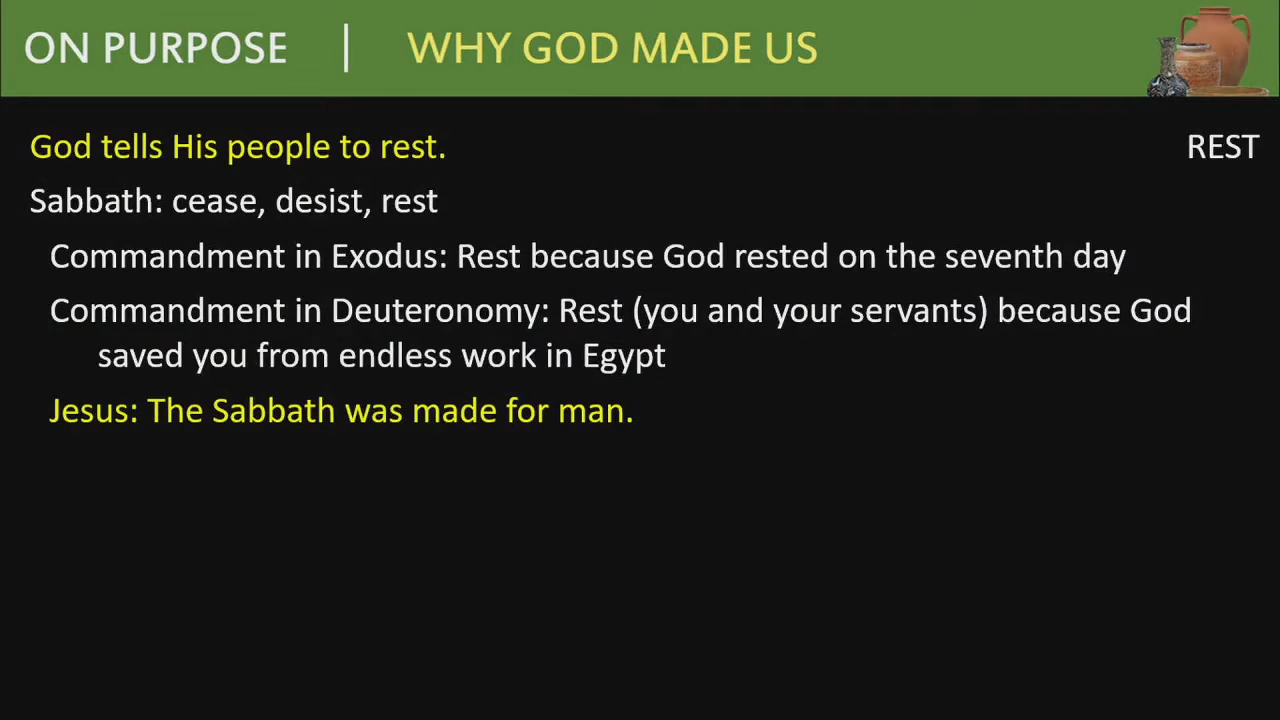 ON PURPOSE | WHY GOD MADE US
God tells His people to rest. REST
Sabbath: cease, desist, rest
Commandment in Exodus: Rest because God rested on the seventh day
Commandment in Deuteronomy: Rest (you and your servants) because God
saved you from endless work in Egypt
Jesus: The Sabbath was made for man.